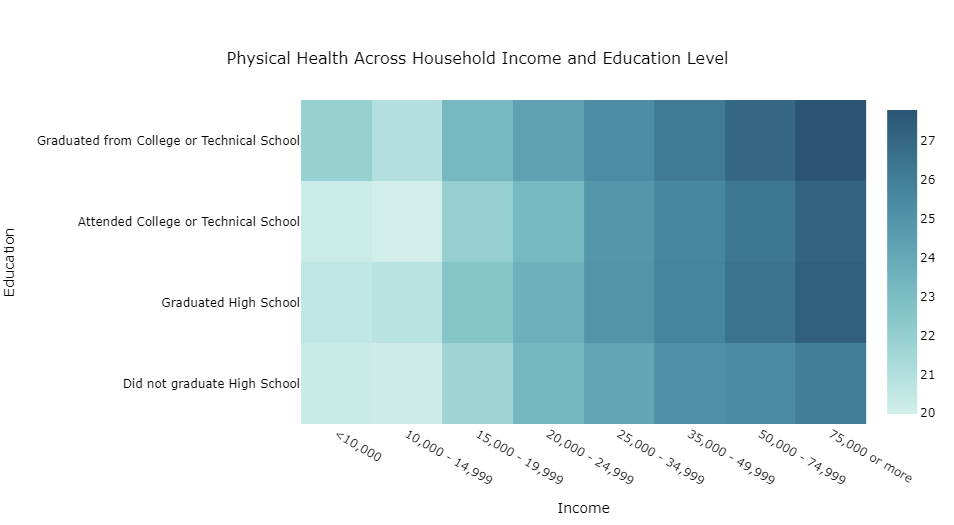 Physical Health Across Household Income and Education Level
Education
Graduated from College or Technical School
Attended College or Technical School
Graduated High School
Did not graduate High School
<10,000
10,000 - 14,999
15,000 - 19,999
20,000 - 24,999
25,000 - 34,999
35,000 - 49,999
50,000 - 74,999
75,000 or more
Income
27
26
25
24
23
22
21
20